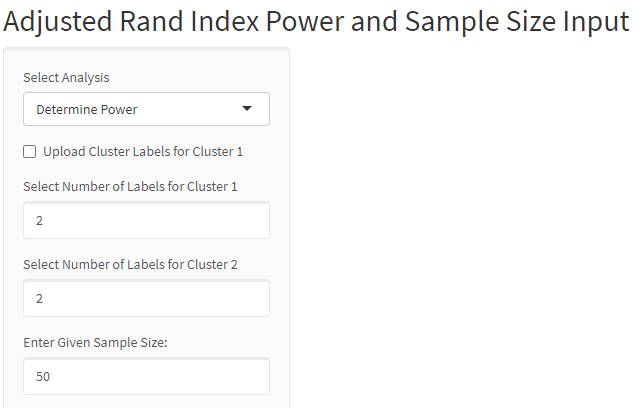 Adjusted Rand Index Power and Sample Size Input
Select Analysis
Determine Power
Upload Cluster Labels for Cluster 1
Select Number of Labels for Cluster 1
2
Select Number of Labels for Cluster 2
2
Enter Given Sample Size:
50